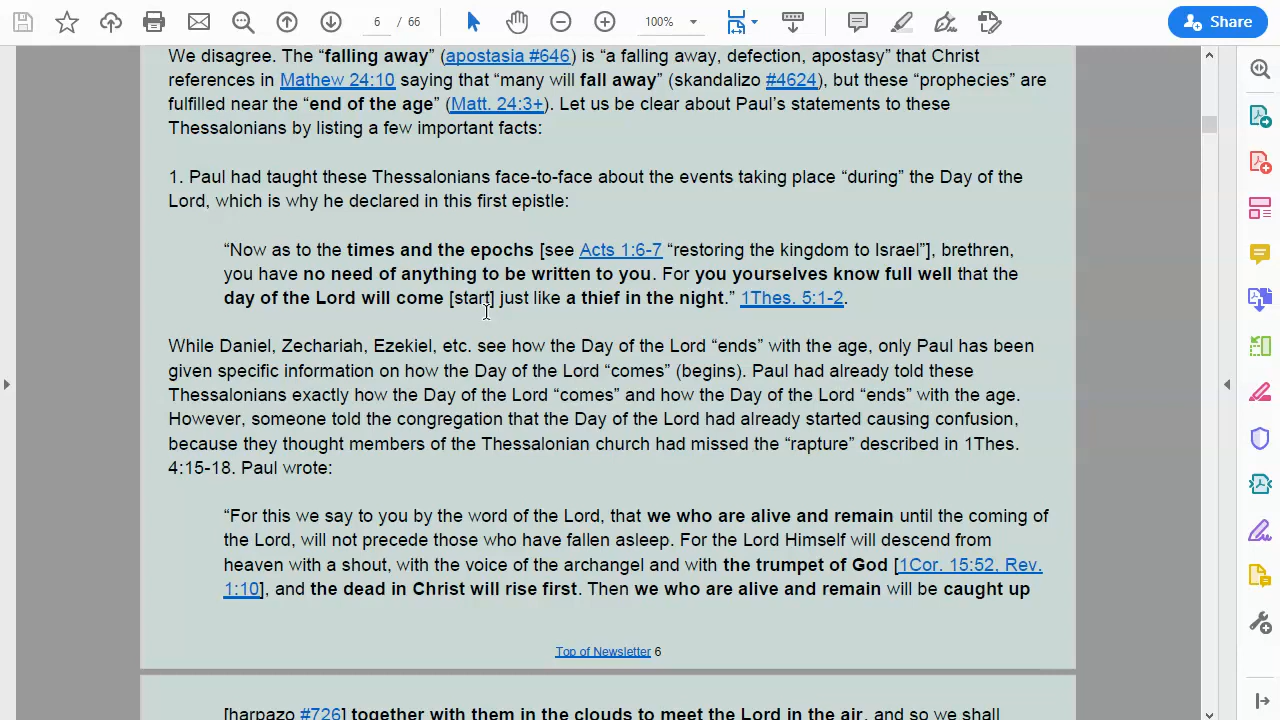 6 / 66
100%
Share
We disagree. The “falling away” (apostasia #646) is “a falling away, defection, apostasy” that Christ
references in Mathew 24:10 saying that “many will fall away” (skandalizo #4624), but these “prophecies” are
fulfilled near the “end of the age” (Matt. 24:3+). Let us be clear about Paul’s statements to these
Thessalonians by listing a few important facts:
1. Paul had taught these Thessalonians face-to-face about the events taking place “during” the Day of the
Lord, which is why he declared in this first epistle:
“Now as to the times and the epochs [see Acts 1:6-7 “restoring the kingdom to Israel”], brethren,
you have no need of anything to be written to you. For you yourselves know full well that the
day of the Lord will come [start] just like a thief in the night.” 1Thes. 5:1-2.
While Daniel, Zechariah, Ezekiel, etc. see how the Day of the Lord “ends” with the age, only Paul has been
given specific information on how the Day of the Lord “comes” (begins). Paul had already told these
Thessalonians exactly how the Day of the Lord “comes” and how the Day of the Lord “ends” with the age.
However, someone told the congregation that the Day of the Lord had already started causing confusion,
because they thought members of the Thessalonian church had missed the “rapture” described in 1Thes.
4:15-18. Paul wrote:
“For this we say to you by the word of the Lord, that we who are alive and remain until the coming of
the Lord, will not precede those who have fallen asleep. For the Lord Himself will descend from
heaven with a shout, with the voice of the archangel and with the trumpet of God [1Cor. 15:52, Rev.
1:10], and the dead in Christ will rise first. Then we who are alive and remain will be caught up
Top of Newsletter 6
[harpazo #726] together with them in the clouds to meet the Lord in the air, and so we shall